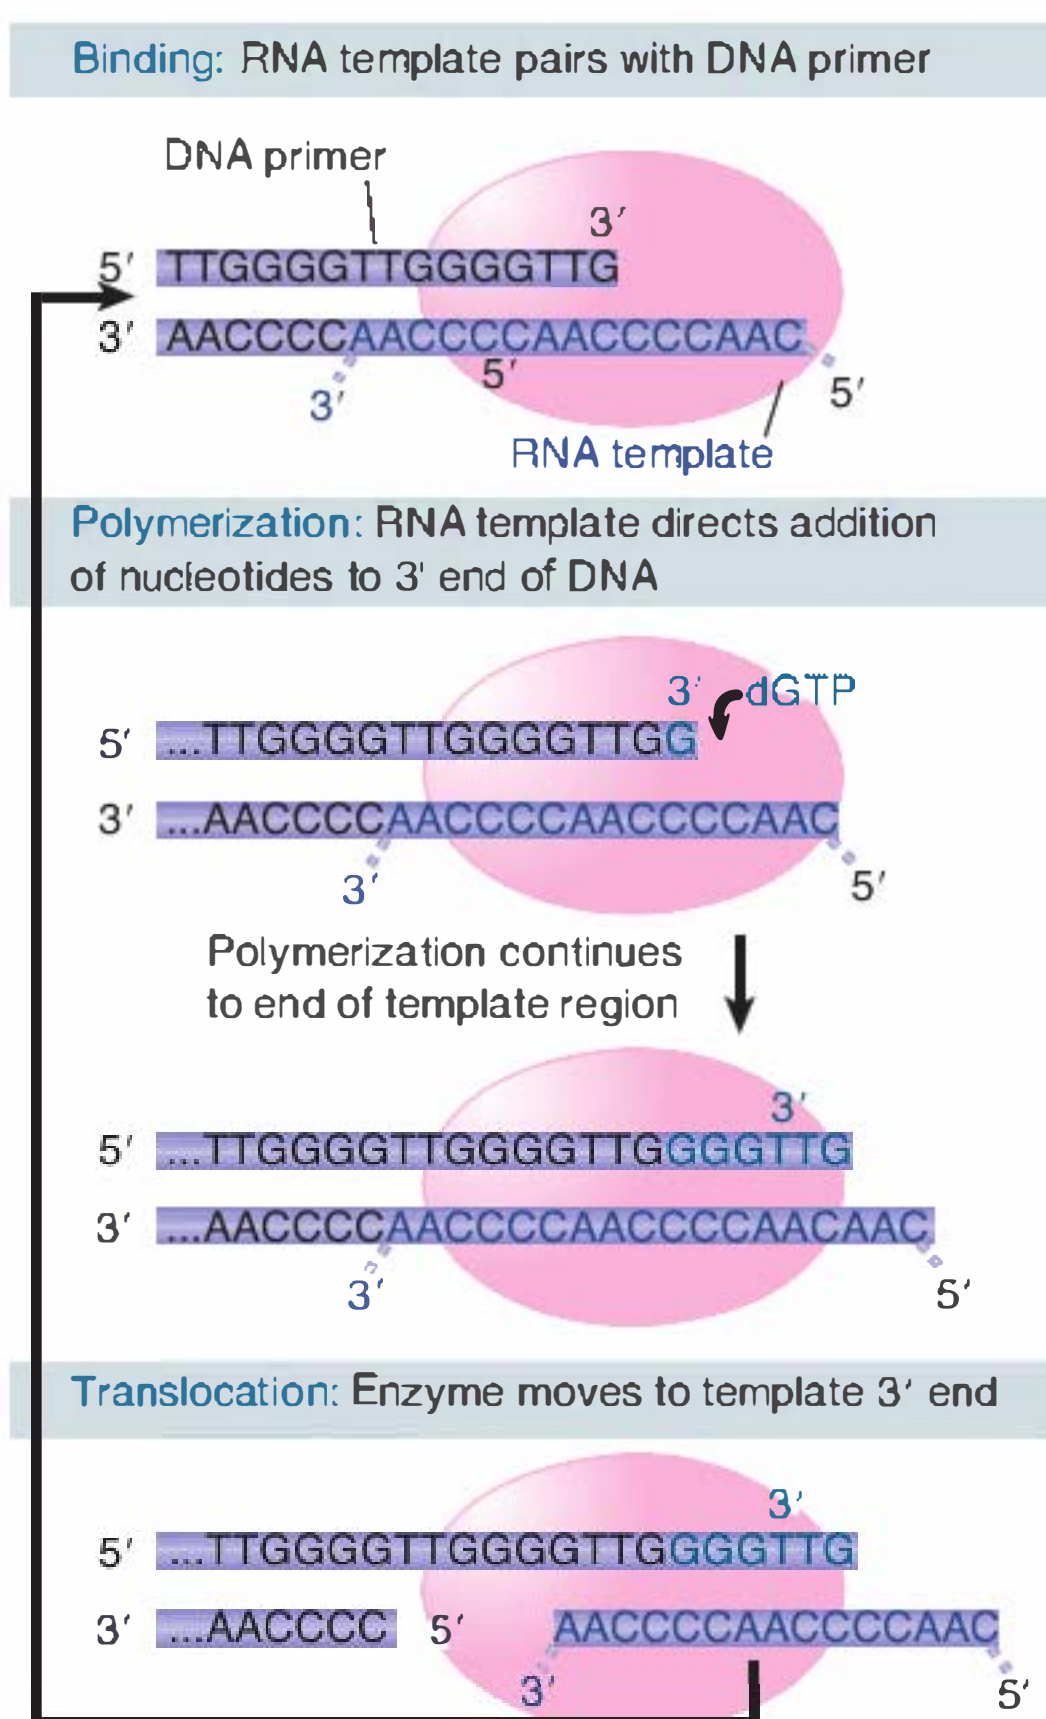 Binding: RNA template pairs with DNA primer
DNA primer
3′
5′ TTGGGGTTGGGGTTG
3′ AACCCCAACCCCAACCCCAAC
3′ 5′ 5′
RNA template
Polymerization: RNA template directs addition
of nucleotides to 3' end of DNA
3′ dGTP
5′ ...TTGGGGTTGGGGTTGG
3′ ...AACCCCAACCCCAACCCCAAC
3′ 5′
Polymerization continues
to end of template region
3′
5′ ...TTGGGGTTGGGGTTGGGGTTG
3′ ...AACCCCAACCCCAACCCCAACAAC
3′ 5′
Translocation: Enzyme moves to template 3′ end
3′
5′ ...TTGGGGTTGGGGTTGGGGTTG
3′ ...AACCCC 5′ AACCCCAACCCCAAC
3′ 5′